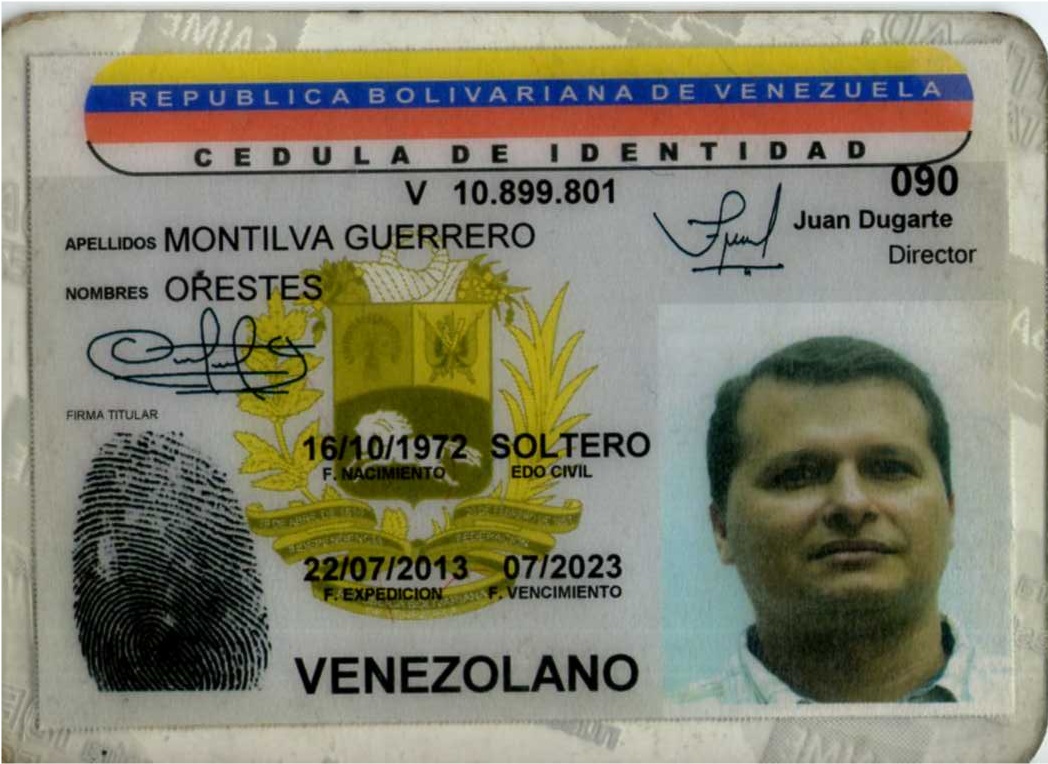 REPUBLICA BOLIVARIANA DE VENEZUELA
CEDULA DE IDENTIDAD
V 10.899.801
090
Juan Dugarte
Director
APELLIDOS MONTILVA GUERRERO
NOMBRES ORESTES
FIRMA TITULAR
16/10/1972 SOLTERO
F. NACIMIENTO EDO CIVIL
22/07/2013 07/2023
F. EXPEDICION F. VENCIMIENTO
VENEZOLANO